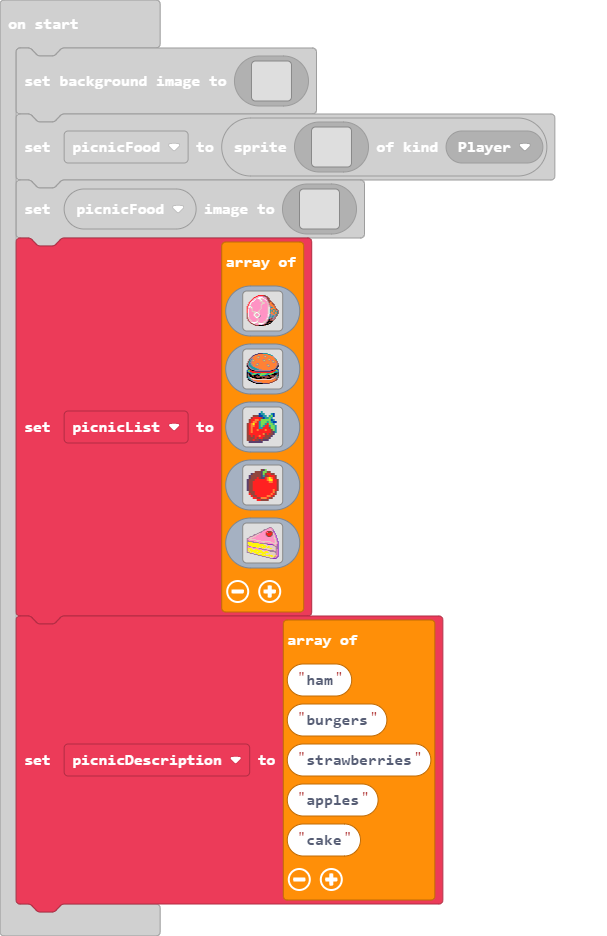 on start
set background image to
set picnicFood to sprite of kind Player
set picnicFood image to
array of
set picnicList to
array of
"ham"
"burgers"
set picnicDescription to "strawberries"
"apples"
"cake"